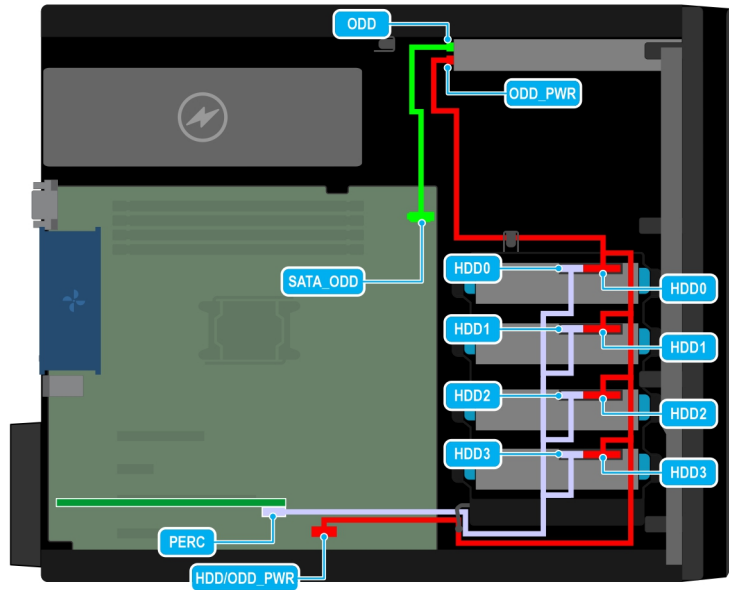 ODD
ODD_PWR
SATA_ODD
HDD0
HDD0
HDD1
HDD1
HDD2
HDD2
HDD3
HDD3
PERC
HDD/ODD_PWR